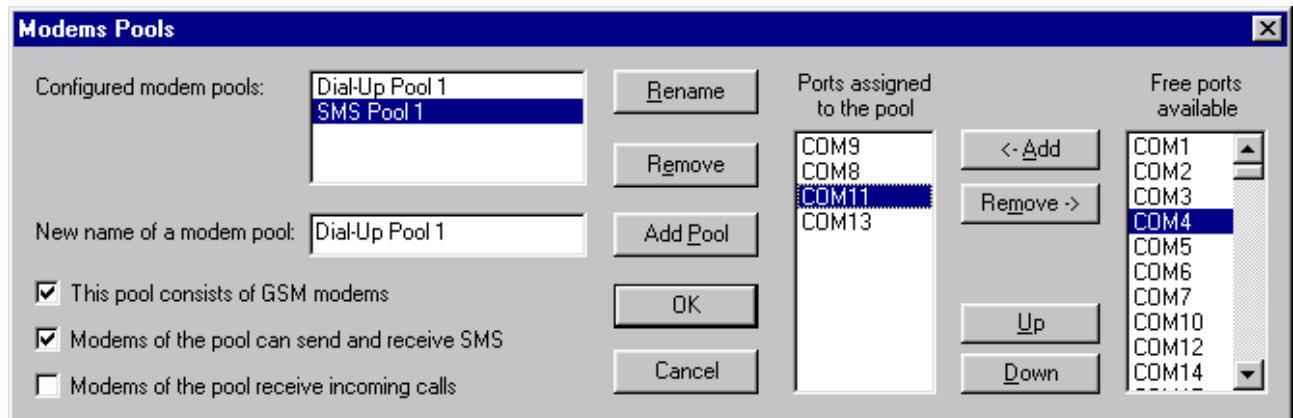 Modems Pools
Configured modem pools:
Dial-Up Pool 1
SMS Pool 1
Rename
Remove
New name of a modem pool:
Dial-Up Pool 1
Add Pool
This pool consists of GSM modems
Modems of the pool can send and receive SMS
Modems of the pool receive incoming calls
OK
Cancel
Ports assigned
to the pool
COM9
COM8
COM11
COM13
<- Add
Remove ->
Up
Down
Free ports
available
COM1
COM2
COM3
COM4
COM5
COM6
COM7
COM10
COM12
COM14